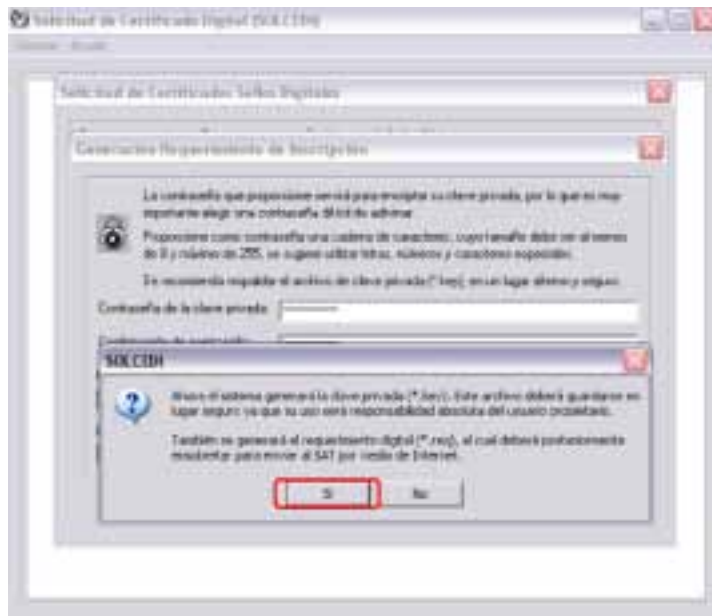 Solicitud de Certificado Digital (SOLCEDI)
Ayuda
Solicitud de Certificados Sellos Digitales
Generación Requerimiento de Inscripción
La contraseña que proporcione servirá para encriptar su clave privada, por lo que es muy
importante elegir una contraseña difícil de adivinar
Proporcione como contraseña una cadena de caracteres, cuyo tamaño debe ser al menos
de 8 y máximo de 255, se sugiere utilizar letras, números y caracteres especiales.
Se recomienda respaldar el archivo de clave privada (*.key) en un lugar alterno y seguro.
Contraseña de la clave privada:
SOLCEDI
Ahora el sistema generará la clave privada (*.key). Este archivo deberá guardarse en
lugar seguro ya que su uso será responsabilidad absoluta del usuario propietario.
También se generará el requerimiento digital (*.req), el cual deberá posteriormente
ensobretar para enviar al SAT por medio de Internet.
Sí
No